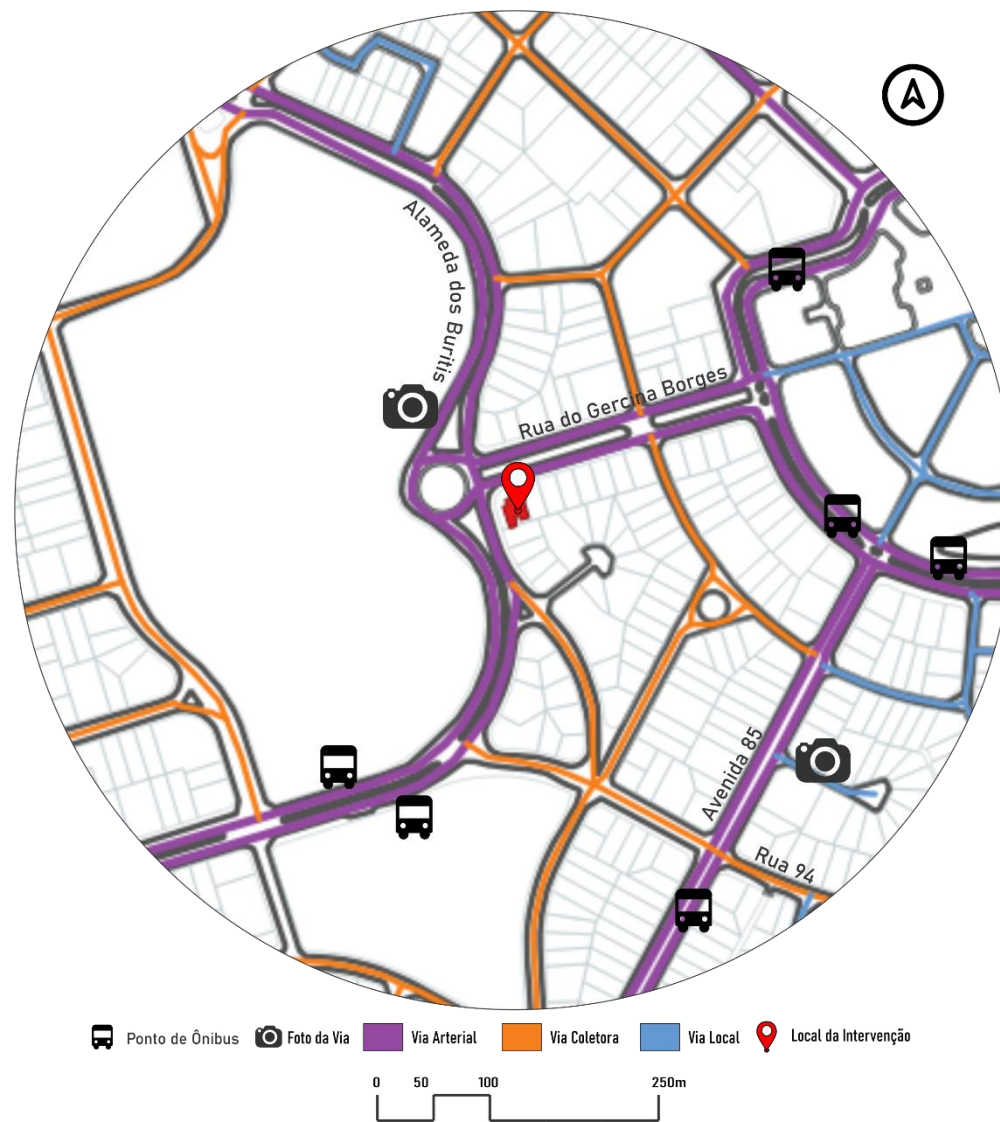 Alameda dos Buritis
Rua do Gercina Borges
Avenida 85
Rua 94
Ponto de Ônibus
Foto da Via
Via Arterial
Via Coletora
Via Local
Local da Intervenção
0 50 100 250m